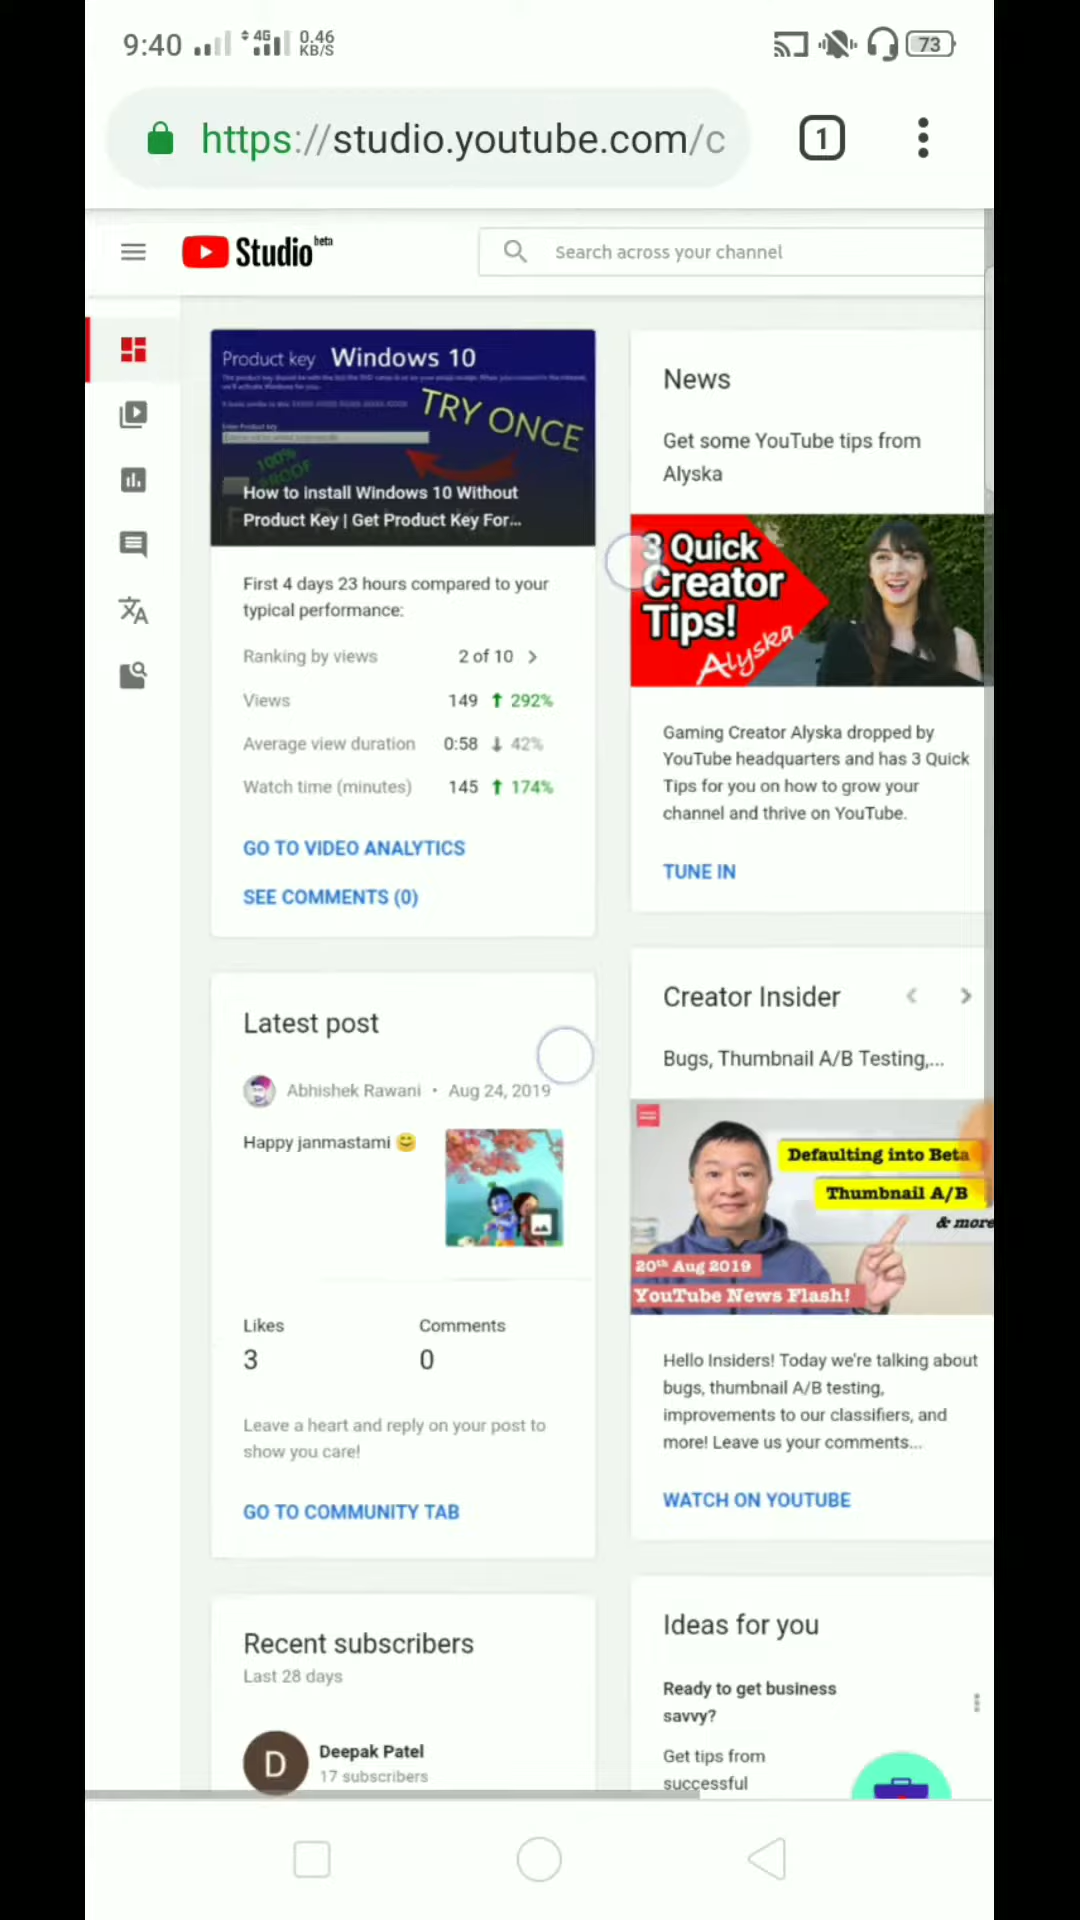 9:40
4G
0.46
KB/S
73
https://studio.youtube.com/c
1
Studio beta
Search across your channel
Product key Windows 10
TRY ONCE
100%
PROOF
How to install Windows 10 Without
Product Key | Get Product Key For...
First 4 days 23 hours compared to your
typical performance:
Ranking by views 2 of 10
Views 149 292%
Average view duration 0:58 42%
Watch time (minutes) 145 174%
GO TO VIDEO ANALYTICS
SEE COMMENTS (0)
Latest post
Abhishek Rawani • Aug 24, 2019
Happy janmastami 😊
Likes Comments
3 0
Leave a heart and reply on your post to
show you care!
GO TO COMMUNITY TAB
Recent subscribers
Last 28 days
D
Deepak Patel
17 subscribers
News
Get some YouTube tips from
Alyska
3 Quick
Creator
Tips!
Alyska
Gaming Creator Alyska dropped by
YouTube headquarters and has 3 Quick
Tips for you on how to grow your
channel and thrive on YouTube.
TUNE IN
Creator Insider
Bugs, Thumbnail A/B Testing,...
Defaulting into Beta
Thumbnail A/B
& more
20th Aug 2019
YouTube News Flash!
Hello Insiders! Today we're talking about
bugs, thumbnail A/B testing,
improvements to our classifiers, and
more! Leave us your comments...
WATCH ON YOUTUBE
Ideas for you
Ready to get business
savvy?
Get tips from
successful